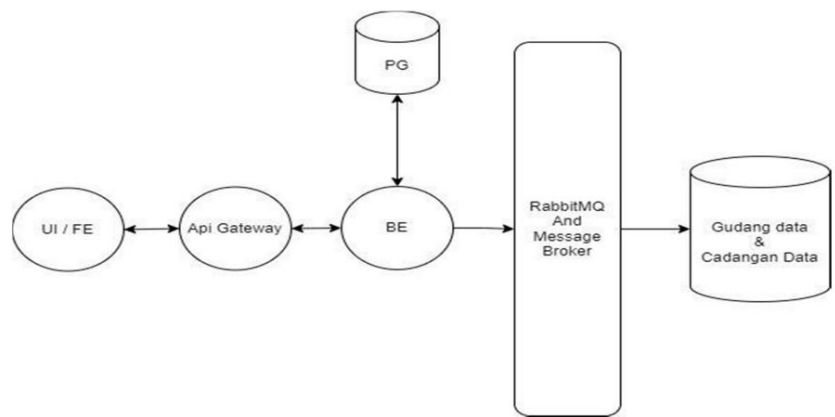 PG
UI / FE
Api Gateway
BE
RabbitMQ
And
Message
Broker
Gudang data
&
Cadangan Data